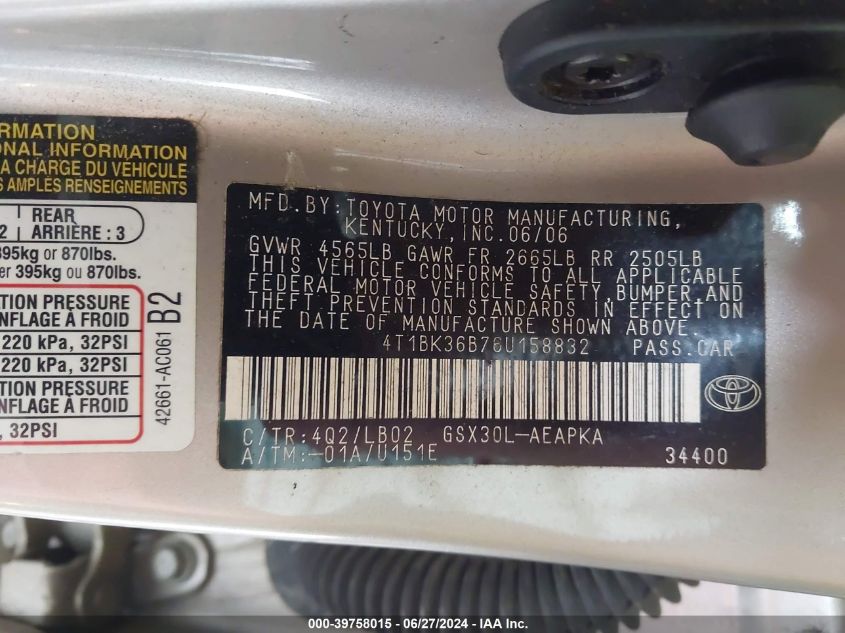 RMATION
ONAL INFORMATION
A CHARGE DU VÉHICULE
S AMPLES RENSEIGNEMENTS
2 REAR
ARRIÈRE : 3
395kg or 870lbs.
er 395kg ou 870lbs.
TION PRESSURE
NFLAGE À FROID
220 kPa, 32PSI
220 kPa, 32PSI
TION PRESSURE
NFLAGE À FROID
, 32PSI
42661-AC061 B2
MFD.BY:TOYOTA MOTOR MANUFACTURING,
KENTUCKY,INC.06/06
GVWR 4565LB GAWR FR 2665LB RR 2505LB
THIS VEHICLE CONFORMS TO ALL APPLICABLE
FEDERAL MOTOR VEHICLE SAFETY,BUMPER,AND
THEFT PREVENTION STANDARDS IN EFFECT ON
THE DATE OF MANUFACTURE SHOWN ABOVE.
4T1BK36B76U158832 PASS.CAR
C/TR:4Q2/LB02 GSX30L-AEAPKA
A/TM:-01A/U151E 34400
000-39758015 - 06/27/2024 - IAA Inc.